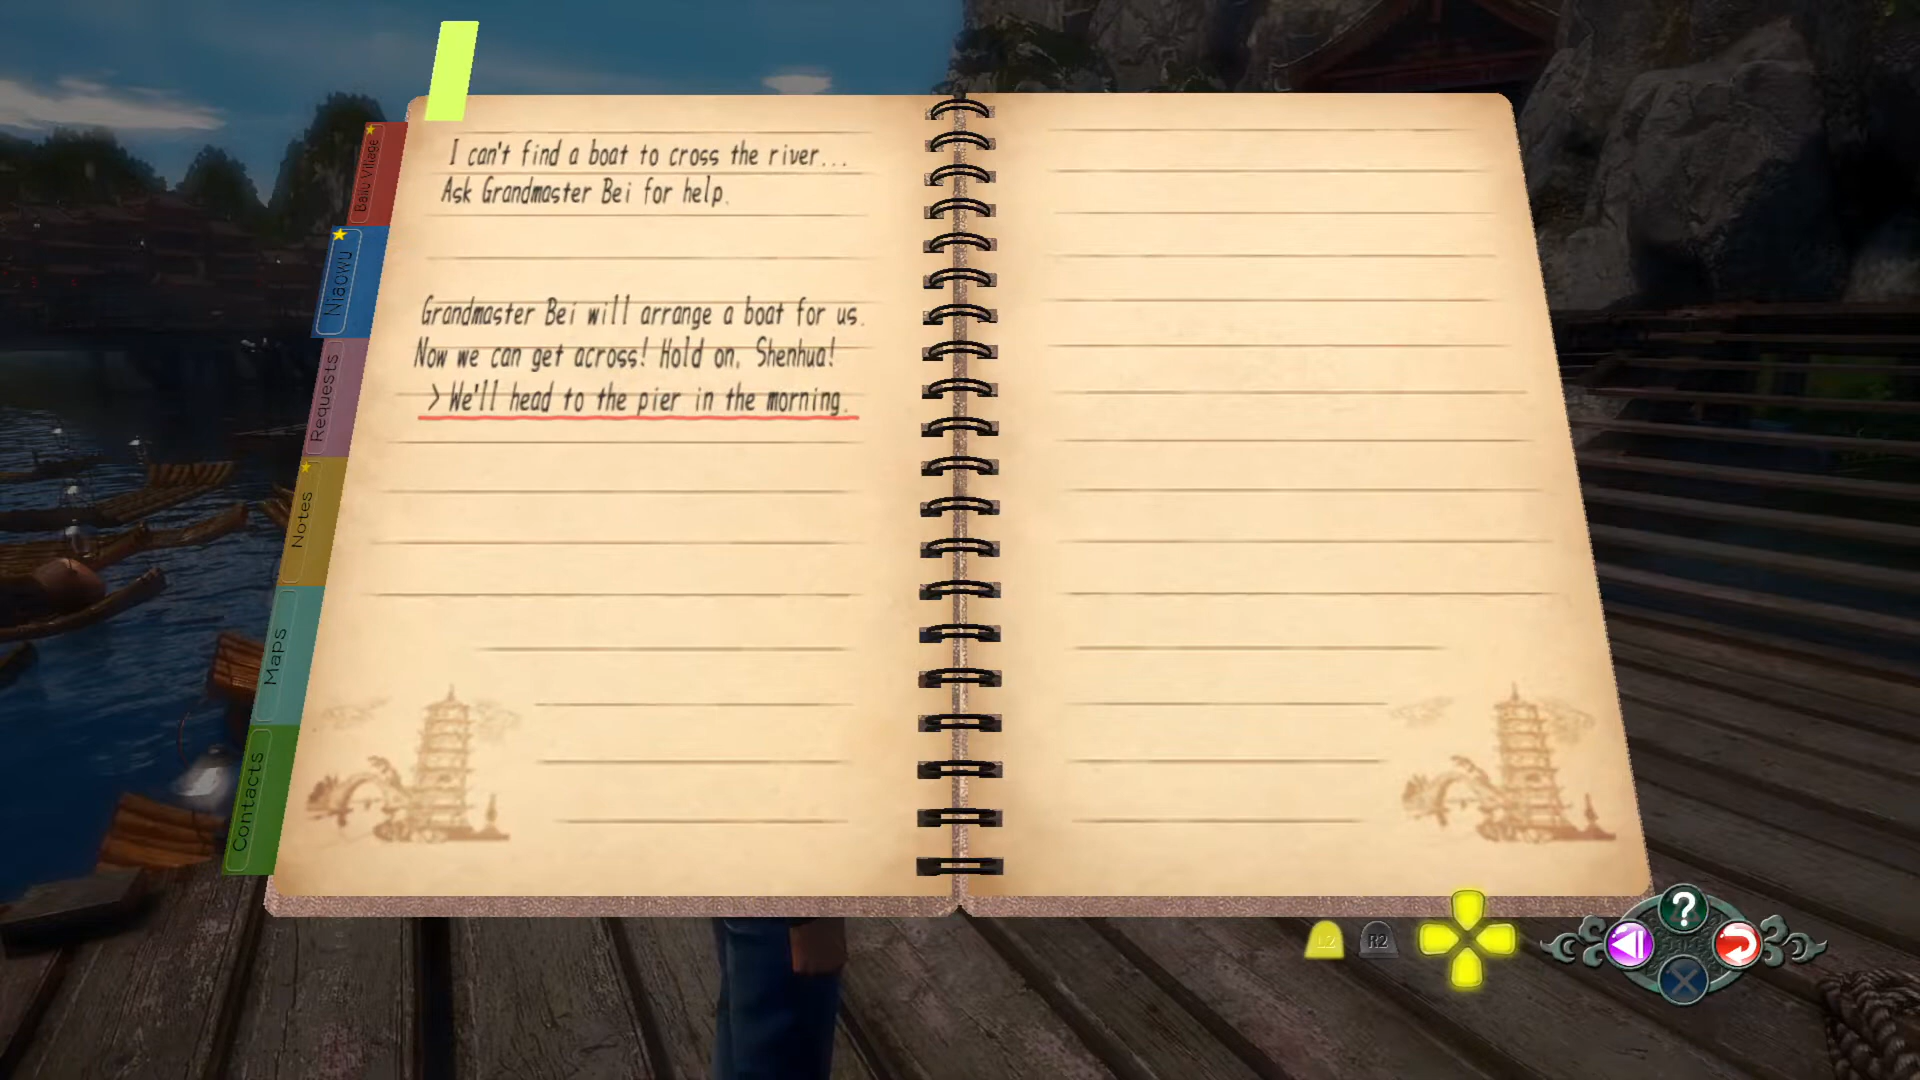 I can't find a boat to cross the river...
Ask Grandmaster Bei for help.
Grandmaster Bei will arrange a boat for us.
Now we can get across! Hold on, Shenhua!
> We'll head to the pier in the morning.
Bailu Village
Niaowu
Requests
Notes
Maps
Contacts
L2
R2
?